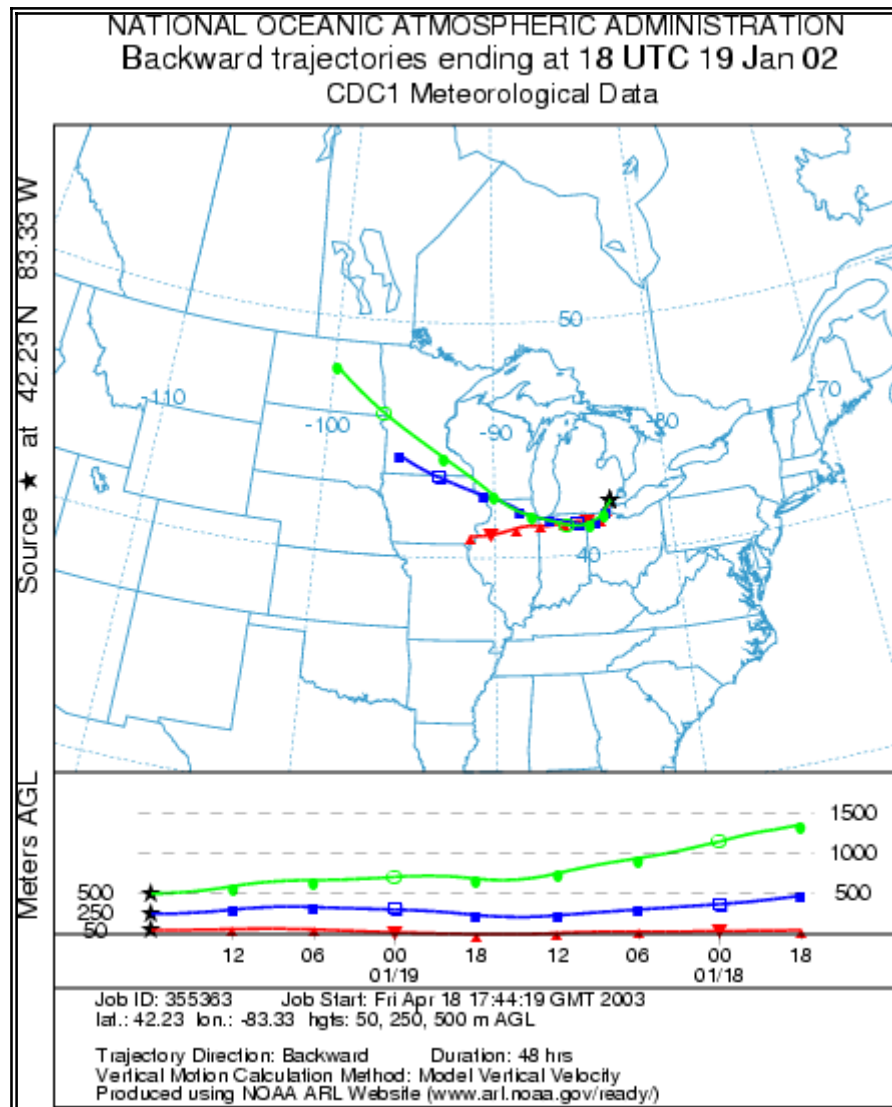 NATIONAL OCEANIC ATMOSPHERIC ADMINISTRATION
Backward trajectories ending at 18 UTC 19 Jan 02
CDC1 Meteorological Data
Source ★ at 42.23 N 83.33 W
50
-110
-100
-90
-80
70
40
Meters AGL
1500
1000
500
500
250
50
12 06 00 18 12 06 00 18
01/19 01/18
Job ID: 355363 Job Start: Fri Apr 18 17:44:19 GMT 2003
lat.: 42.23 lon.: -83.33 hgts: 50, 250, 500 m AGL
Trajectory Direction: Backward Duration: 48 hrs
Vertical Motion Calculation Method: Model Vertical Velocity
Produced using NOAA ARL Website (www.arl.noaa.gov/ready/)